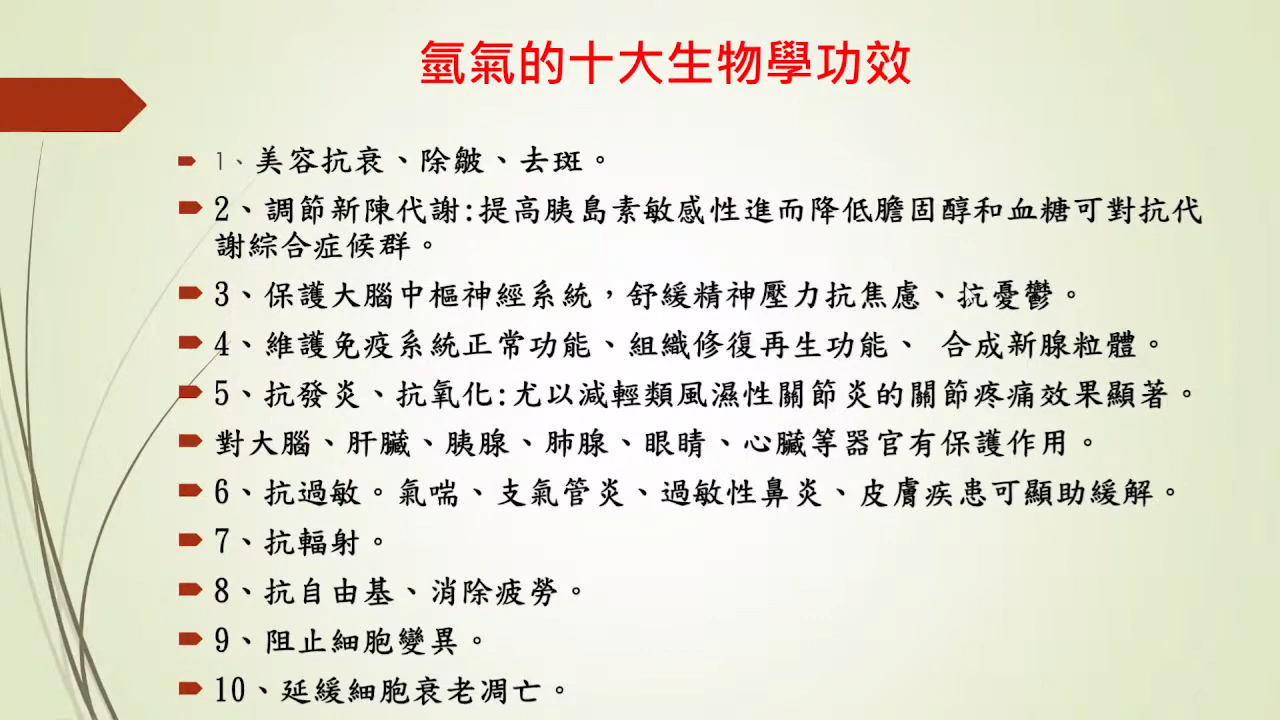 氫氣的十大生物學功效
1、美容抗衰、除皺、去斑。
2、調節新陳代謝:提高胰島素敏感性進而降低膽固醇和血糖可對抗代
謝綜合症候群。
3、保護大腦中樞神經系統，舒緩精神壓力抗焦慮、抗憂鬱。
4、維護免疫系統正常功能、組織修復再生功能、 合成新腺粒體。
5、抗發炎、抗氧化:尤以減輕類風濕性關節炎的關節疼痛效果顯著。
對大腦、肝臟、胰腺、肺腺、眼睛、心臟等器官有保護作用。
6、抗過敏。氣喘、支氣管炎、過敏性鼻炎、皮膚疾患可顯助緩解。
7、抗輻射。
8、抗自由基、消除疲勞。
9、阻止細胞變異。
10、延緩細胞衰老凋亡。